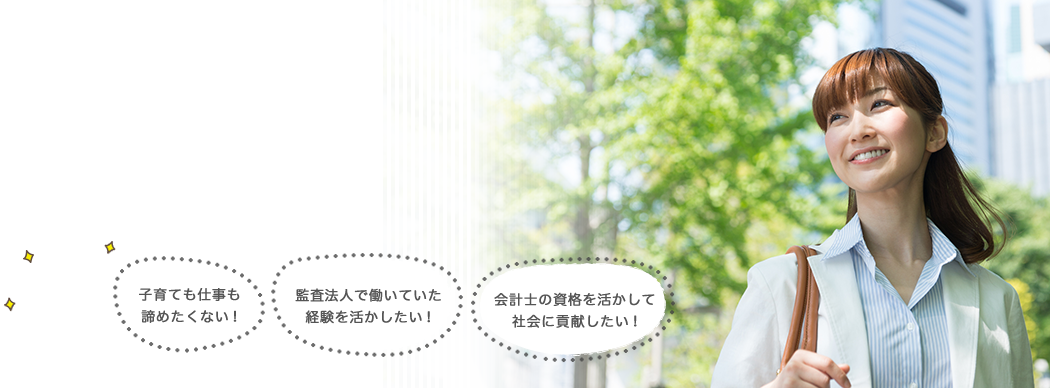 子育ても仕事も
諦めたくない！
監査法人で働いていた
経験を活かしたい！
会計士の資格を活かして
社会に貢献したい！